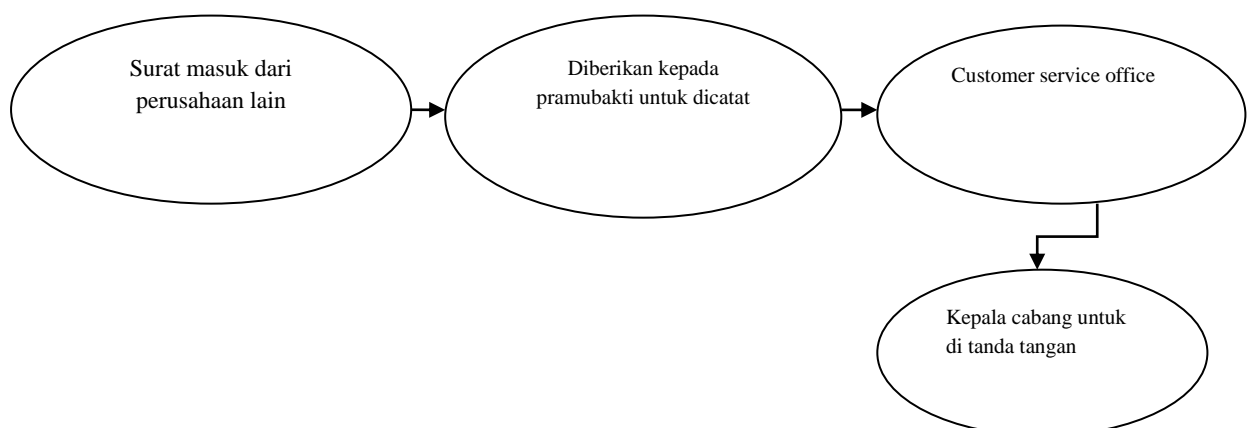 Surat masuk dari
perusahaan lain
Diberikan kepada
pramubakti untuk dicatat
Customer service office
Kepala cabang untuk
di tanda tangan